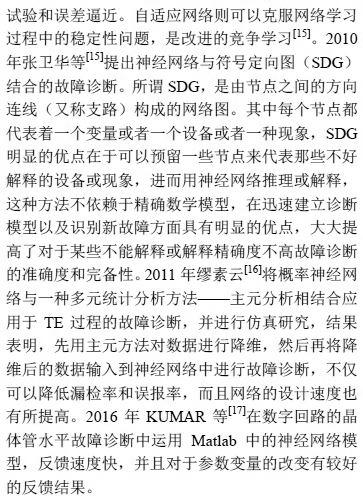 试验和误差逼近。自适应网络则可以克服网络学习
过程中的稳定性问题，是改进的竞争学习[15]。2010
年张卫华等[15]提出神经网络与符号定向图（SDG）
结合的故障诊断。所谓 SDG，是由节点之间的方向
连线（又称支路）构成的网络图。其中每个节点都
代表着一个变量或者一个设备或者一种现象，SDG
明显的优点在于可以预留一些节点来代表那些不好
解释的设备或现象，进而用神经网络推理或解释，
这种方法不依赖于精确数学模型，在迅速建立诊断
模型以及识别新故障方面具有明显的优点，大大提
高了对于某些不能解释或解释精确度不高故障诊断
的准确度和完备性。2011 年缪素云[16]将概率神经网
络与一种多元统计分析方法——主元分析相结合应
用于 TE 过程的故障诊断，并进行仿真研究，结果
表明，先用主元方法对数据进行降维，然后再将降
维后的数据输入到神经网络中进行故障诊断，不仅
可以降低漏检率和误报率，而且网络的设计速度也
有所提高。2016 年 KUMAR 等[17]在数字回路的晶
体管水平故障诊断中运用 Matlab 中的神经网络模
型，反馈速度快，并且对于参数变量的改变有较好
的反馈结果。